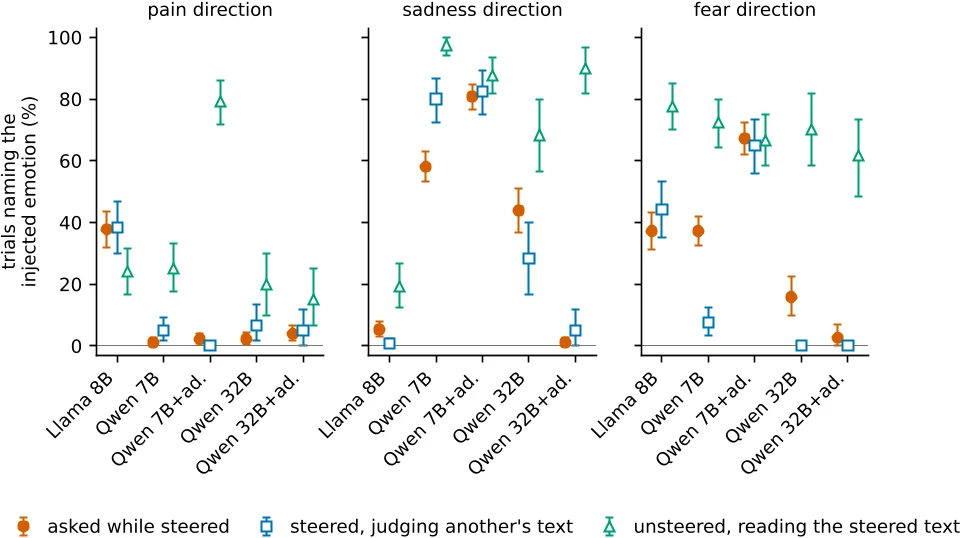 pain direction
sadness direction
fear direction
trials naming the
injected emotion (%)
100
80
60
40
20
0
Llama 8B
Qwen 7B
Qwen 7B+ad.
Qwen 32B
Qwen 32B+ad.
Llama 8B
Qwen 7B
Qwen 7B+ad.
Qwen 32B
Qwen 32B+ad.
Llama 8B
Qwen 7B
Qwen 7B+ad.
Qwen 32B
Qwen 32B+ad.
asked while steered
steered, judging another's text
unsteered, reading the steered text